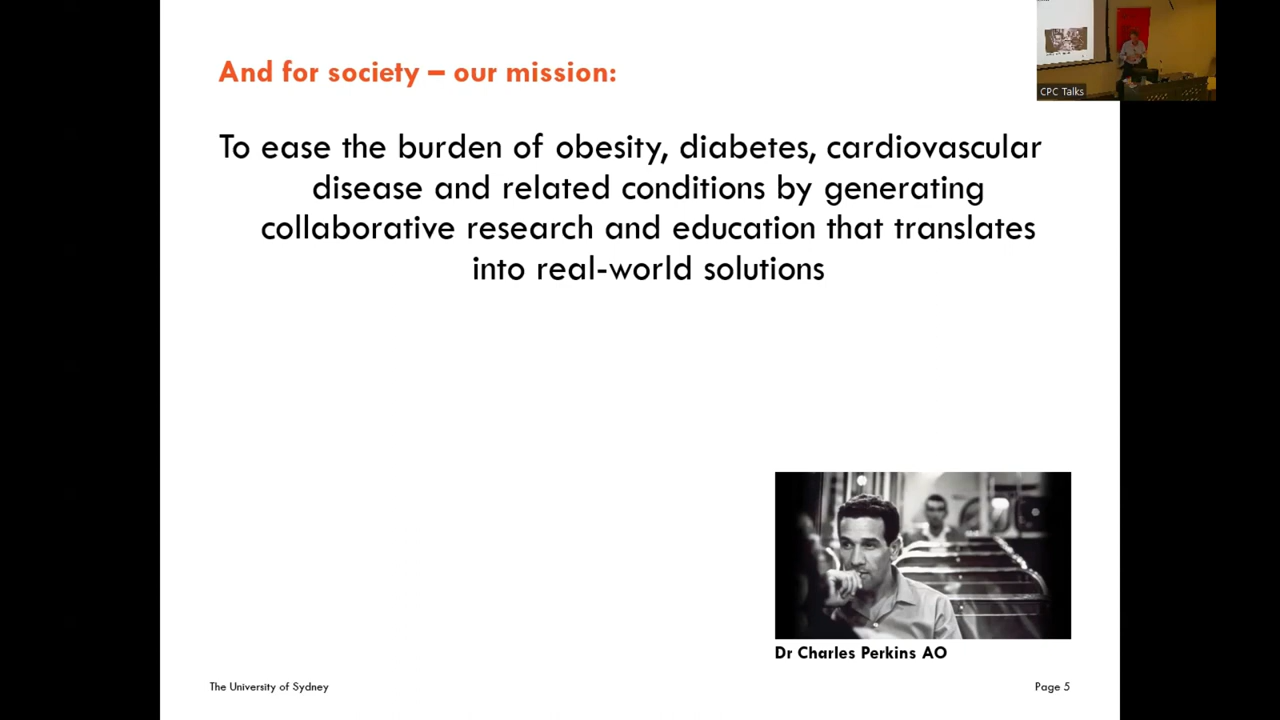 And for society – our mission:
CPC Talks
To ease the burden of obesity, diabetes, cardiovascular
disease and related conditions by generating
collaborative research and education that translates
into real-world solutions
Dr Charles Perkins AO
The University of Sydney
Page 5